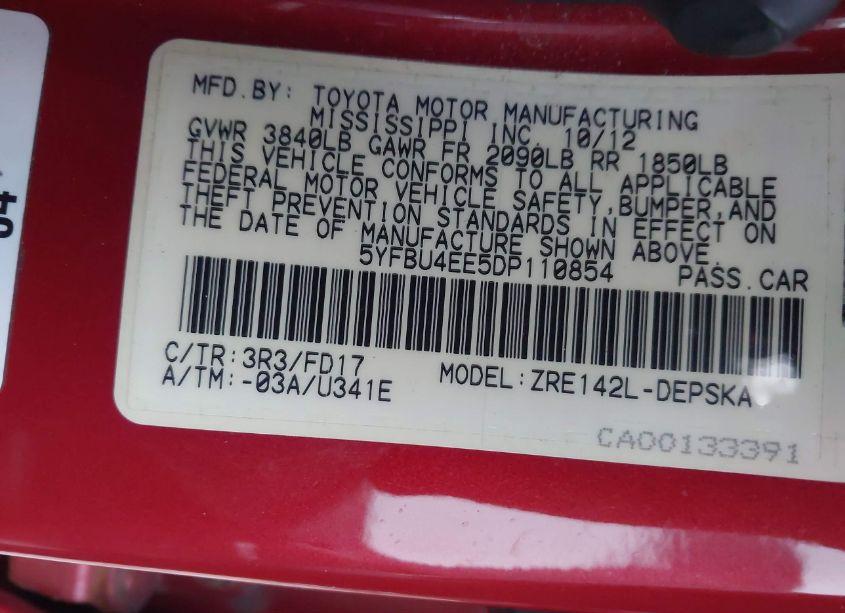 MFD.BY: TOYOTA MOTOR MANUFACTURING
MISSISSIPPI INC. 10/12
GVWR 3840LB GAWR FR 2090LB RR 1850LB
THIS VEHICLE CONFORMS TO ALL APPLICABLE
FEDERAL MOTOR VEHICLE SAFETY,BUMPER,AND
THEFT PREVENTION STANDARDS IN EFFECT ON
THE DATE OF MANUFACTURE SHOWN ABOVE.
5YFBU4EE5DP110854 PASS.CAR
C/TR:3R3/FD17
A/TM:-03A/U341E
MODEL:ZRE142L-DEPSKA
CA00133391